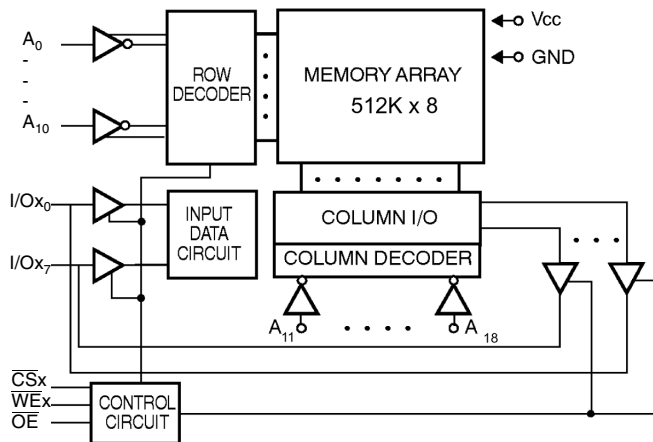 A0
-
-
-
A10
ROW
DECODER
MEMORY ARRAY
512K x 8
Vcc
GND
I/Ox0
I/Ox7
INPUT
DATA
CIRCUIT
. . . . . . .
COLUMN I/O
COLUMN DECODER
. . .
A11 . . . . A 18
CSx
WEx
OE
CONTROL
CIRCUIT